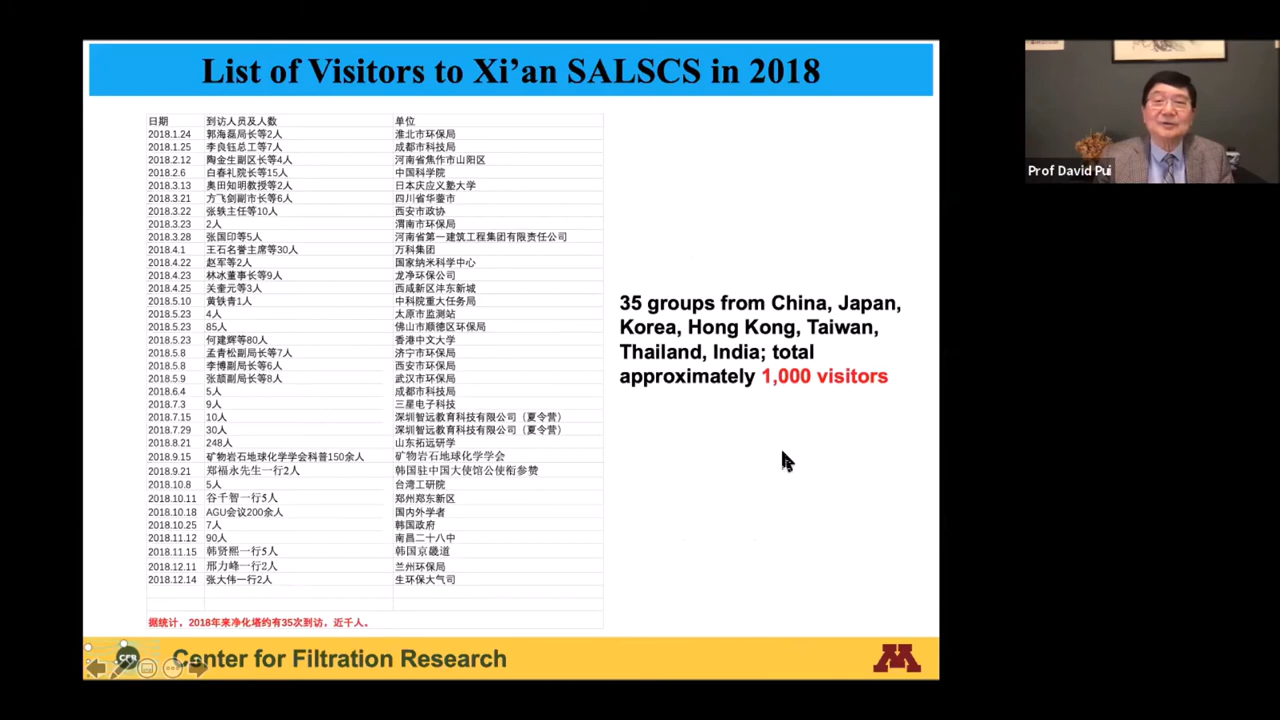 List of Visitors to Xi'an SALSCS in 2018
日期 到访人员及人数 单位
2018.1.24 郭海磊局长等2人 淮北市环保局
2018.1.25 李良钰总工等7人 成都市科技局
2018.2.12 陶金生副区长等4人 河南省焦作市山阳区
2018.2.6 白春礼院长等15人 中国科学院
2018.3.13 奥田知明教授等2人 日本庆应义塾大学
2018.3.21 方飞剑副市长等6人 四川省华蓥市
2018.3.22 张轶主任等10人 西安市政协
2018.3.23 2人 渭南市环保局
2018.3.28 张国印等5人 河南省第一建筑工程集团有限责任公司
2018.4.1 王石名誉主席等30人 万科集团
2018.4.22 赵军等2人 国家纳米科学中心
2018.4.23 林冰董事长等9人 龙净环保公司
2018.4.25 关奎元等3人 西咸新区沣东新城
2018.5.10 黄铁青1人 中科院重大任务局
2018.5.23 4人 太原市监测站
2018.5.23 85人 佛山市顺德区环保局
2018.5.23 何建辉等80人 香港中文大学
2018.5.8 孟青松副局长等7人 济宁市环保局
2018.5.8 李博副局长等6人 西安市环保局
2018.5.9 张颉副局长等8人 武汉市环保局
2018.6.4 5人 成都市科技局
2018.7.3 9人 三星电子科技
2018.7.15 10人 深圳智远教育科技有限公司（夏令营）
2018.7.29 30人 深圳智远教育科技有限公司（夏令营）
2018.8.21 248人 山东拓远研学
2018.9.15 矿物岩石地球化学学会科普150余人 矿物岩石地球化学学会
2018.9.21 郑福永先生一行2人 韩国驻中国大使馆公使衔参赞
2018.10.8 5人 台湾工研院
2018.10.11 谷千智一行5人 郑州郑东新区
2018.10.18 AGU会议200余人 国内外学者
2018.10.25 7人 韩国政府
2018.11.12 90人 南昌二十八中
2018.11.15 韩贤熙一行5人 韩国京畿道
2018.12.11 邢力峰一行2人 兰州环保局
2018.12.14 张大伟一行2人 生环保大气司
据统计，2018年来净化塔约有35次到访，近千人。
35 groups from China, Japan,
Korea, Hong Kong, Taiwan,
Thailand, India; total
approximately 1,000 visitors
CFR Center for Filtration Research
M
Prof David Pui